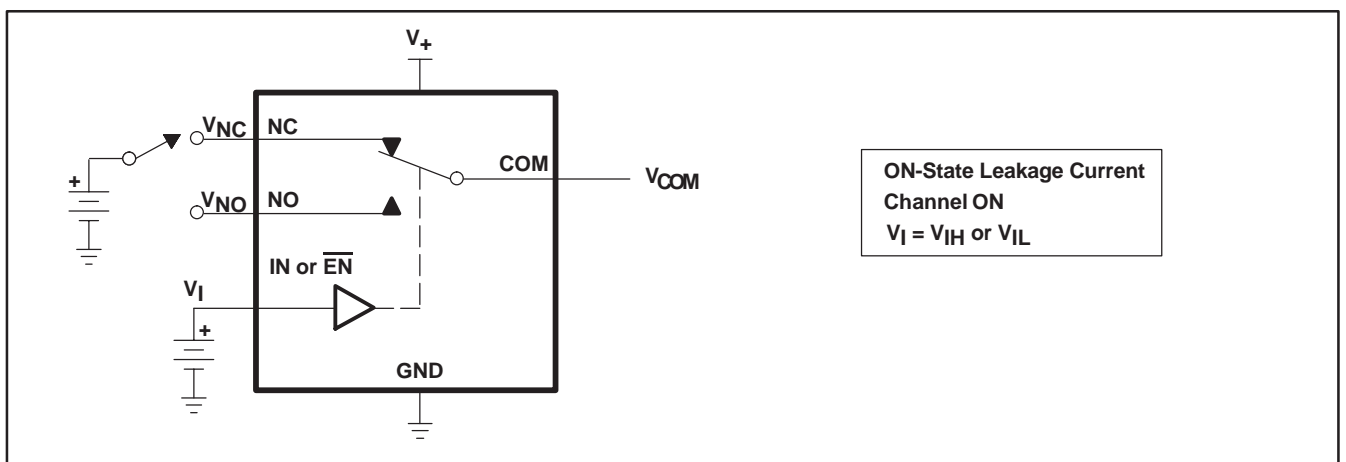 V+
VNC NC
COM
VCOM
+
VNO NO
IN or EN
VI
+
GND
ON-State Leakage Current
Channel ON
VI = VIH or VIL